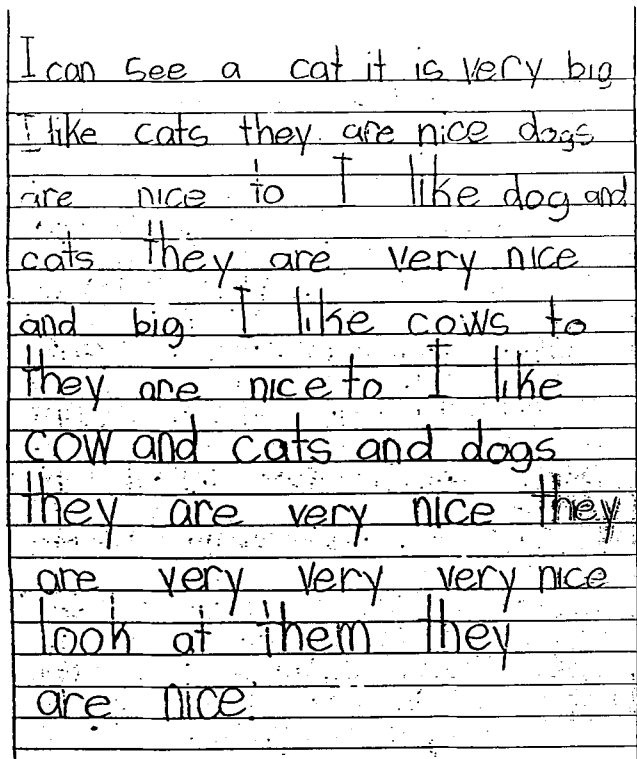 I can see a cat it is very big
I like cats they are nice dogs
are nice to I like dog and
cats they are very nice
and big I like cows to
they are nice to I like
cow and cats and dogs
they are very nice they
are very very very nice
look at them they
are nice.